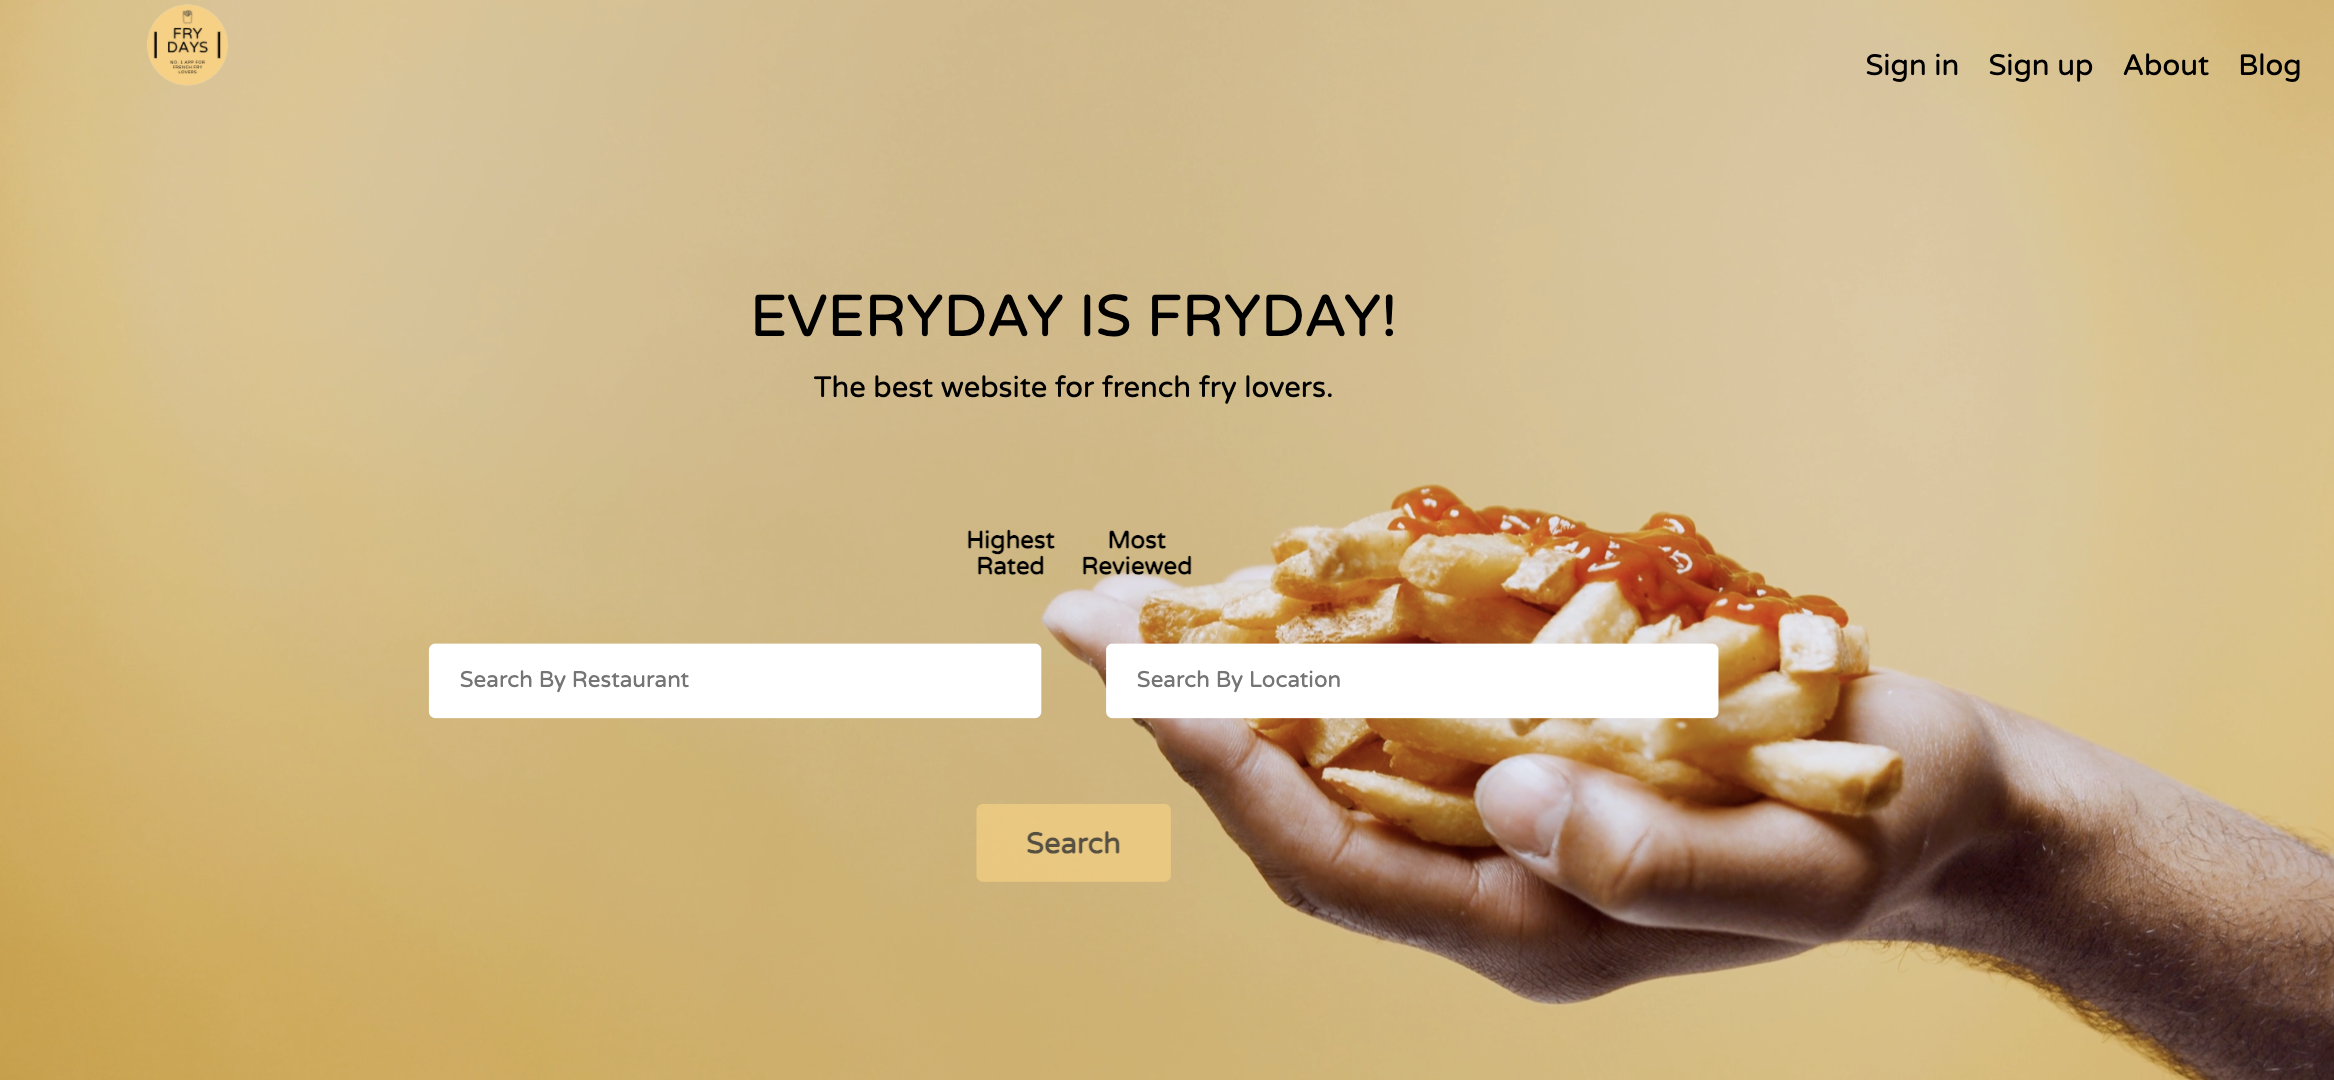 FRY
DAYS
NO. 1 APP FOR
FRENCH FRY
LOVERS
Sign in Sign up About Blog
EVERYDAY IS FRYDAY!
The best website for french fry lovers.
Highest
Rated
Most
Reviewed
Search By Restaurant
Search By Location
Search